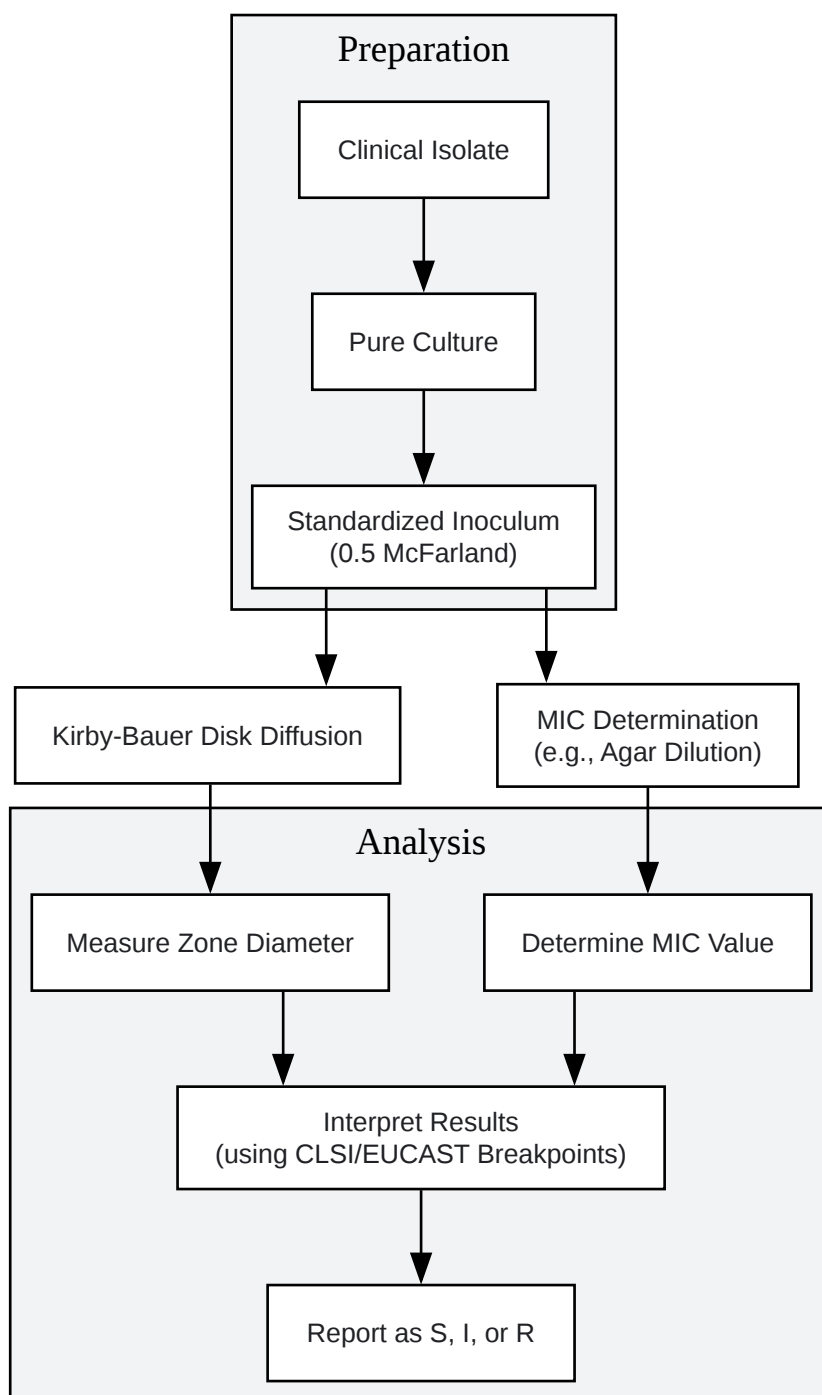 Preparation
Clinical Isolate
Pure Culture
Standardized Inoculum
(0.5 McFarland)
Kirby-Bauer Disk Diffusion
MIC Determination
(e.g., Agar Dilution)
Analysis
Measure Zone Diameter
Determine MIC Value
Interpret Results
(using CLSI/EUCAST Breakpoints)
Report as S, I, or R